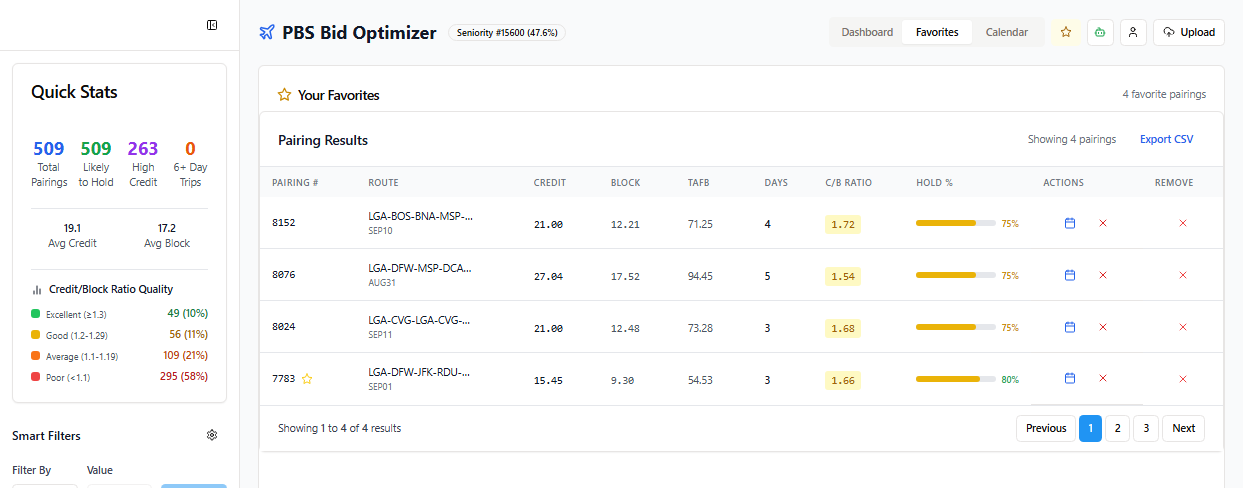 PBS Bid Optimizer
Seniority #15600 (47.6%)
Dashboard
Favorites
Calendar
Upload
Quick Stats
509
Total
Pairings
509
Likely
to Hold
263
High
Credit
0
6+ Day
Trips
19.1
Avg Credit
17.2
Avg Block
Credit/Block Ratio Quality
Excellent (≥1.3) 49 (10%)
Good (1.2-1.29) 56 (11%)
Average (1.1-1.19) 109 (21%)
Poor (<1.1) 295 (58%)
Smart Filters
Filter By Value
Your Favorites
4 favorite pairings
Pairing Results
Showing 4 pairings Export CSV
PAIRING # ROUTE CREDIT BLOCK TAFB DAYS C/B RATIO HOLD % ACTIONS REMOVE
8152 LGA-BOS-BNA-MSP-... 21.00 12.21 71.25 4 1.72 75%
SEP10
8076 LGA-DFW-MSP-DCA... 27.04 17.52 94.45 5 1.54 75%
AUG31
8024 LGA-CVG-LGA-CVG-... 21.00 12.48 73.28 3 1.68 75%
SEP11
7783 LGA-DFW-JFK-RDU-... 15.45 9.30 54.53 3 1.66 80%
SEP01
Showing 1 to 4 of 4 results
Previous 1 2 3 Next